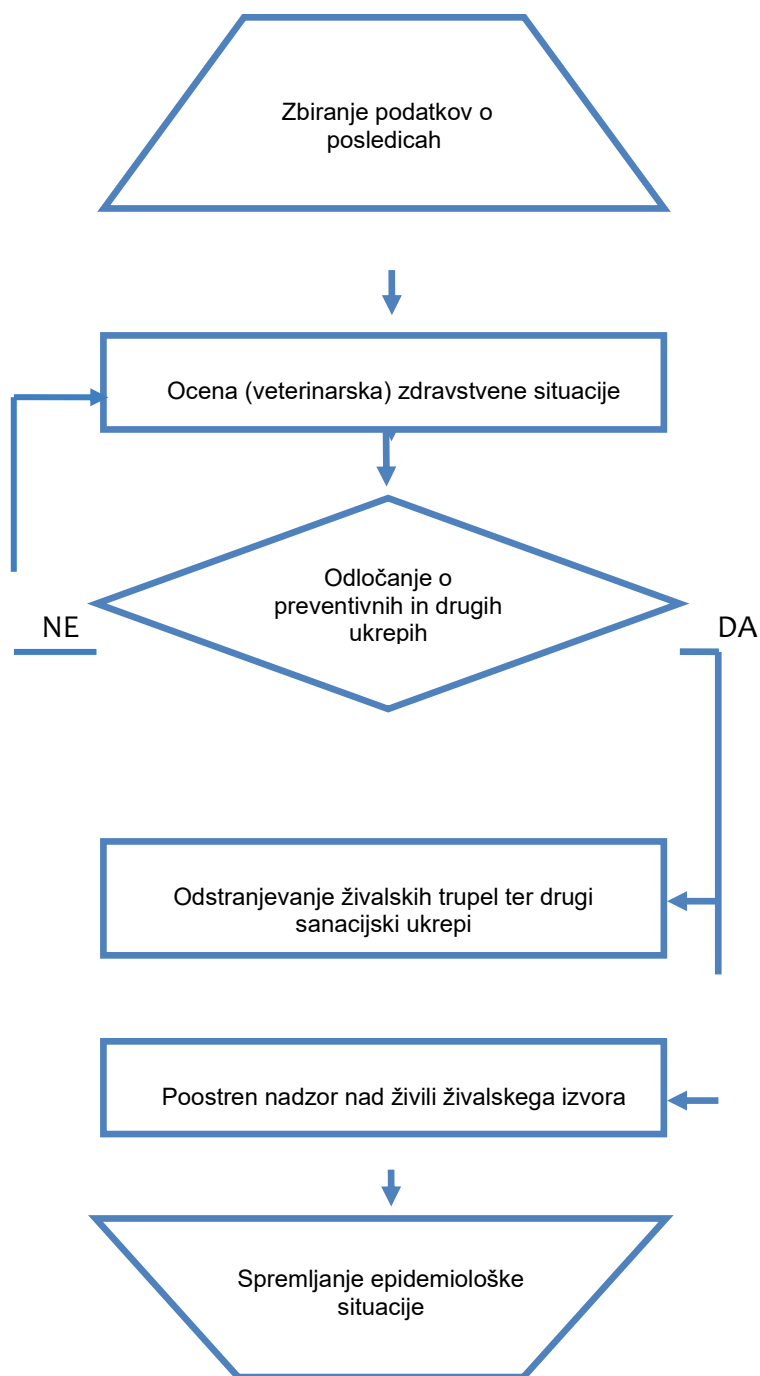 Zbiranje podatkov o
posledicah
Ocena (veterinarska) zdravstvene situacije
Odločanje o
preventivnih in drugih
ukrepih
NE
DA
Odstranjevanje živalskih trupel ter drugi
sanacijski ukrepi
Poostren nadzor nad živili živalskega izvora
Spremljanje epidemiološke
situacije